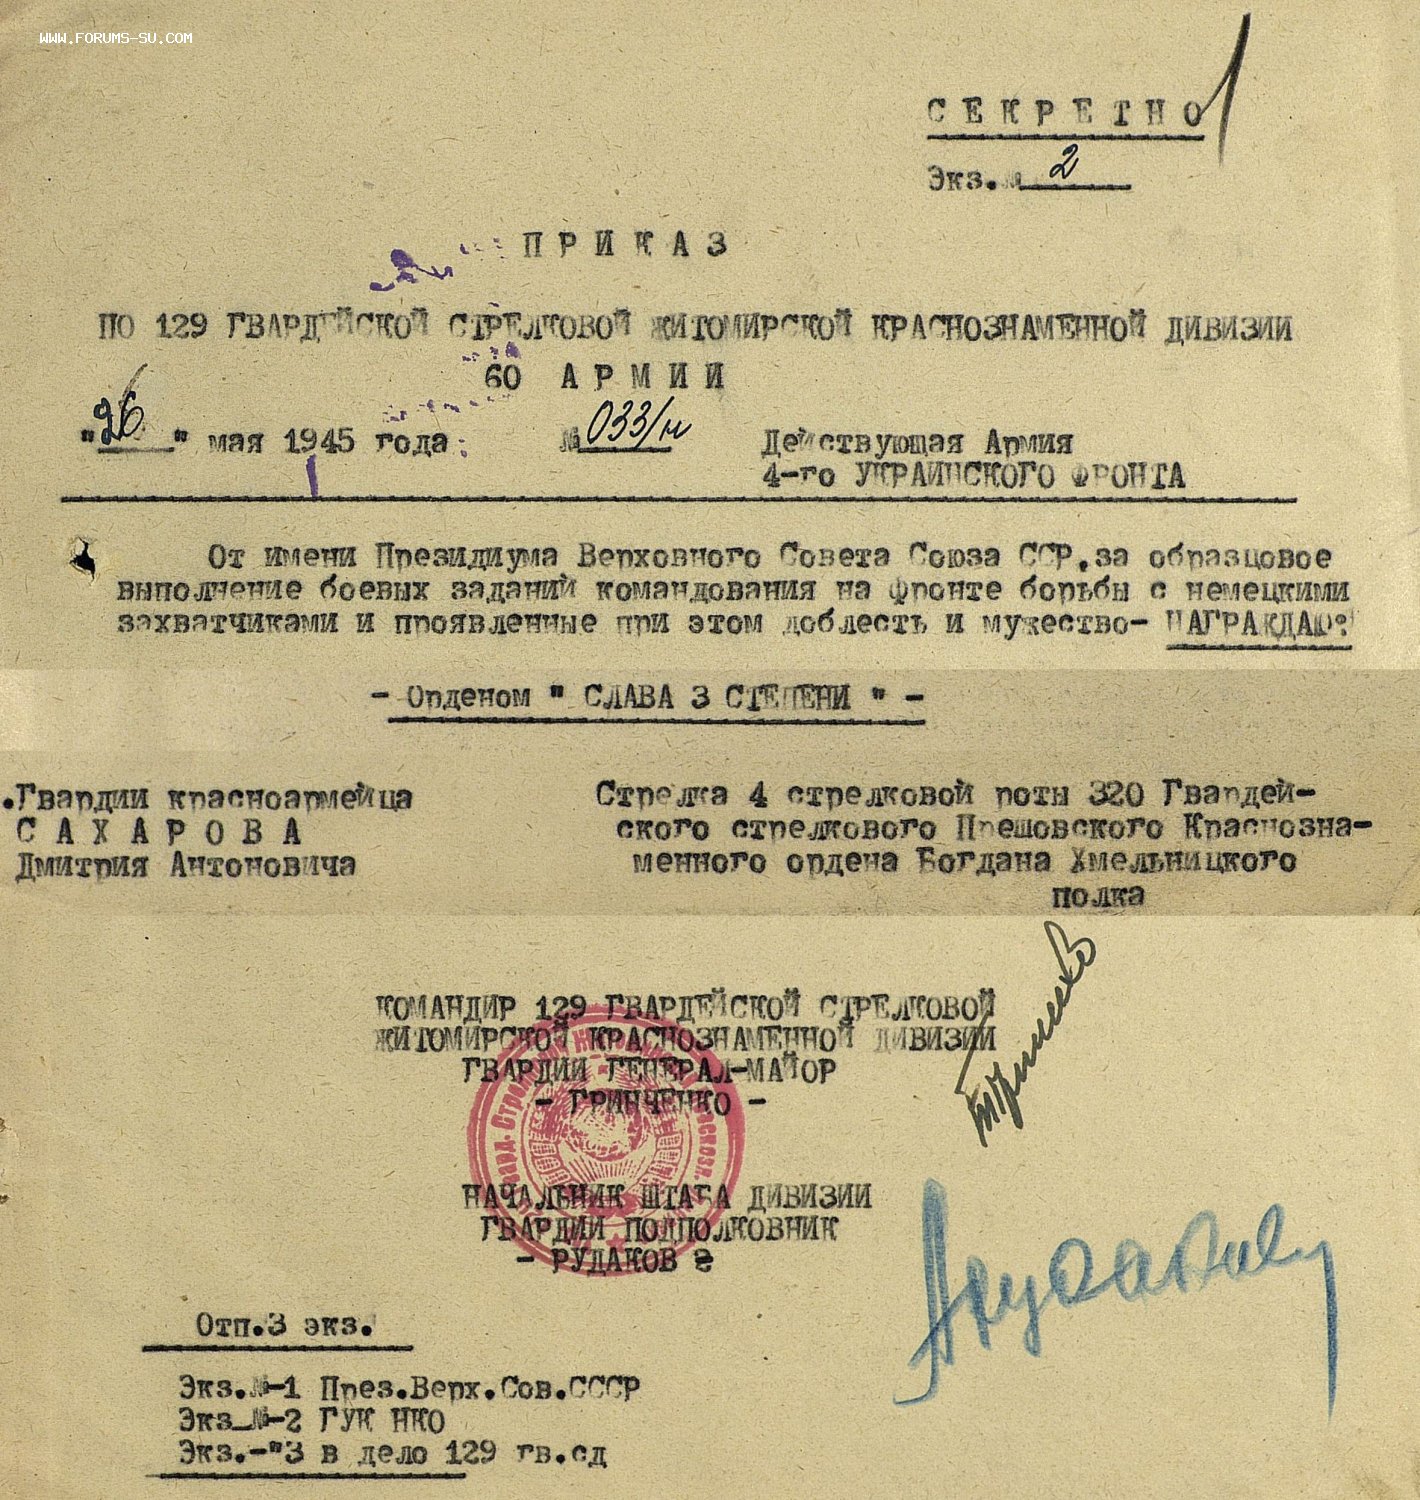 WWW.FORUMS-SU.COM
СЕКРЕТНО
Экз.№ 2
ПРИКАЗ
ПО 129 ГВАРДЕЙСКОЙ СТРЕЛКОВОЙ ЖИТОМИРСКОЙ КРАСНОЗНАМЕННОЙ ДИВИЗИИ
60 АРМИИ
"26" мая 1945 года. № 033/н Действующая Армия
4-го УКРАИНСКОГО ФРОНТА
От имени Президиума Верховного Совета Союза ССР.за образцовое
выполнение боевых заданий командования на фронте борьбы с немецкими
захватчиками и проявленные при этом доблесть и мужество- НАГРАЖДАЮ:
- Орденом " СЛАВА 3 СТЕПЕНИ " -
.Гвардии красноармейца Стрелка 4 стрелковой роты 320 Гвардей-
САХАРОВА ского стрелкового Прешовского Краснозна-
Дмитрия Антоновича менного ордена Богдана Хмельницкого
полка
КОМАНДИР 129 ГВАРДЕЙСКОЙ СТРЕЛКОВОЙ
ЖИТОМИРСКОЙ КРАСНОЗНАМЕННОЙ ДИВИЗИИ
ГВАРДИИ ГЕНЕРАЛ-МАЙОР
- ГРИНЧЕНКО -
НАЧАЛЬНИК ШТАБА ДИВИЗИИ
ГВАРДИИ ПОДПОЛКОВНИК
- РУДАКОВ -
Отп.3 экз.
Экз.№-1 През.Верх.Сов.СССР
Экз_№-2 ГУК НКО
Экз.-"3 в дело 129 гв.сд